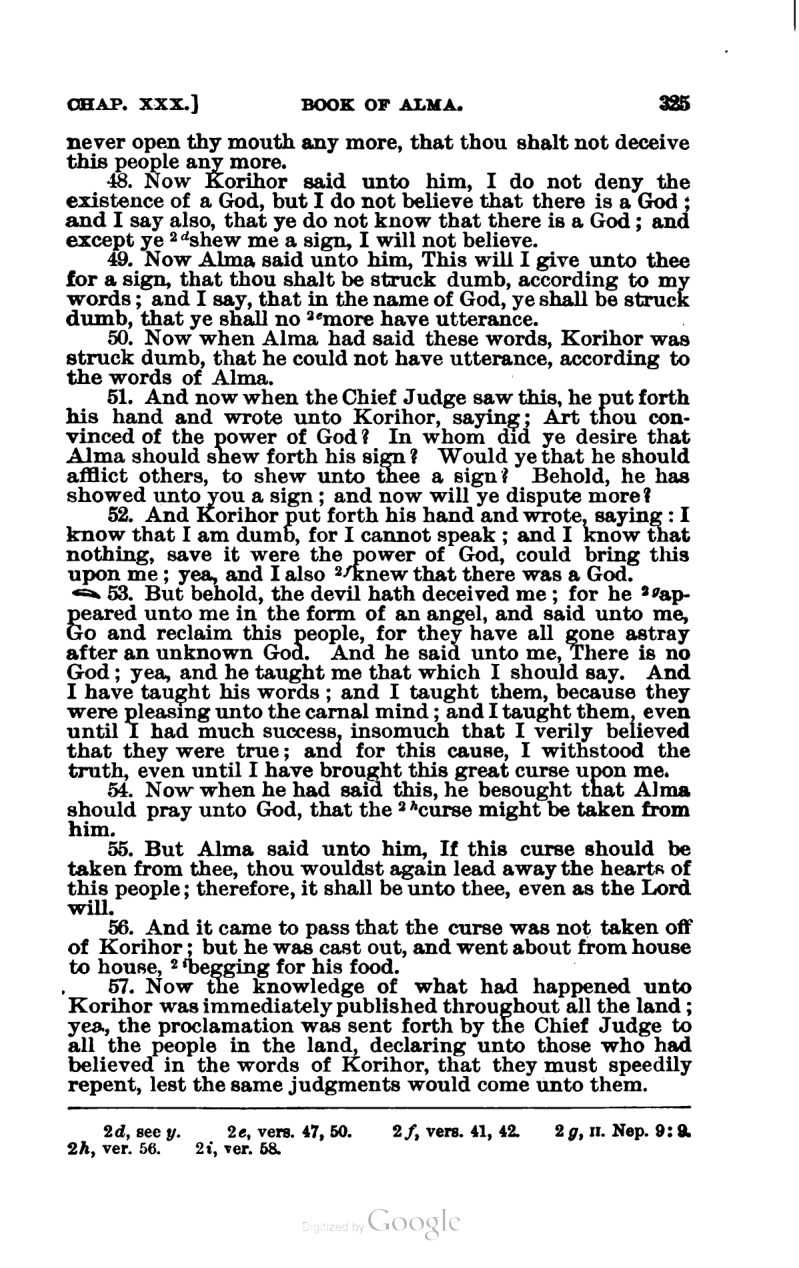 CHAP. XXX.] BOOK OF ALMA. 325
never open thy mouth any more, that thou shalt not deceive
this people any more.
48. Now Korihor said unto him, I do not deny the
existence of a God, but I do not believe that there is a God;
and I say also, that ye do not know that there is a God; and
except ye 2dshew me a sign, I will not believe.
49. Now Alma said unto him, This will I give unto thee
for a sign, that thou shalt be struck dumb, according to my
words; and I say, that in the name of God, ye shall be struck
dumb, that ye shall no 2emore have utterance.
50. Now when Alma had said these words, Korihor was
struck dumb, that he could not have utterance, according to
the words of Alma.
51. And now when the Chief Judge saw this, he put forth
his hand and wrote unto Korihor, saying; Art thou con-
vinced of the power of God? In whom did ye desire that
Alma should shew forth his sign? Would ye that he should
afflict others, to shew unto thee a sign? Behold, he has
showed unto you a sign; and now will ye dispute more?
52. And Korihor put forth his hand and wrote, saying: I
know that I am dumb, for I cannot speak; and I know that
nothing, save it were the power of God, could bring this
upon me; yea, and I also 2fknew that there was a God.
53. But behold, the devil hath deceived me; for he 2gap-
peared unto me in the form of an angel, and said unto me,
Go and reclaim this people, for they have all gone astray
after an unknown God. And he said unto me, There is no
God; yea, and he taught me that which I should say. And
I have taught his words; and I taught them, because they
were pleasing unto the carnal mind; and I taught them, even
until I had much success, insomuch that I verily believed
that they were true; and for this cause, I withstood the
truth, even until I have brought this great curse upon me.
54. Now when he had said this, he besought that Alma
should pray unto God, that the 2hcurse might be taken from
him.
55. But Alma said unto him, If this curse should be
taken from thee, thou wouldst again lead away the hearts of
this people; therefore, it shall be unto thee, even as the Lord
will.
56. And it came to pass that the curse was not taken off
of Korihor; but he was cast out, and went about from house
to house, 2ibegging for his food.
57. Now the knowledge of what had happened unto
Korihor was immediately published throughout all the land;
yea, the proclamation was sent forth by the Chief Judge to
all the people in the land, declaring unto those who had
believed in the words of Korihor, that they must speedily
repent, lest the same judgments would come unto them.
2d, see y. 2e, vers. 47, 50. 2f, vers. 41, 42. 2g, II. Nep. 9:9.
2h, ver. 56. 2i, ver. 58.
Digitized by Google